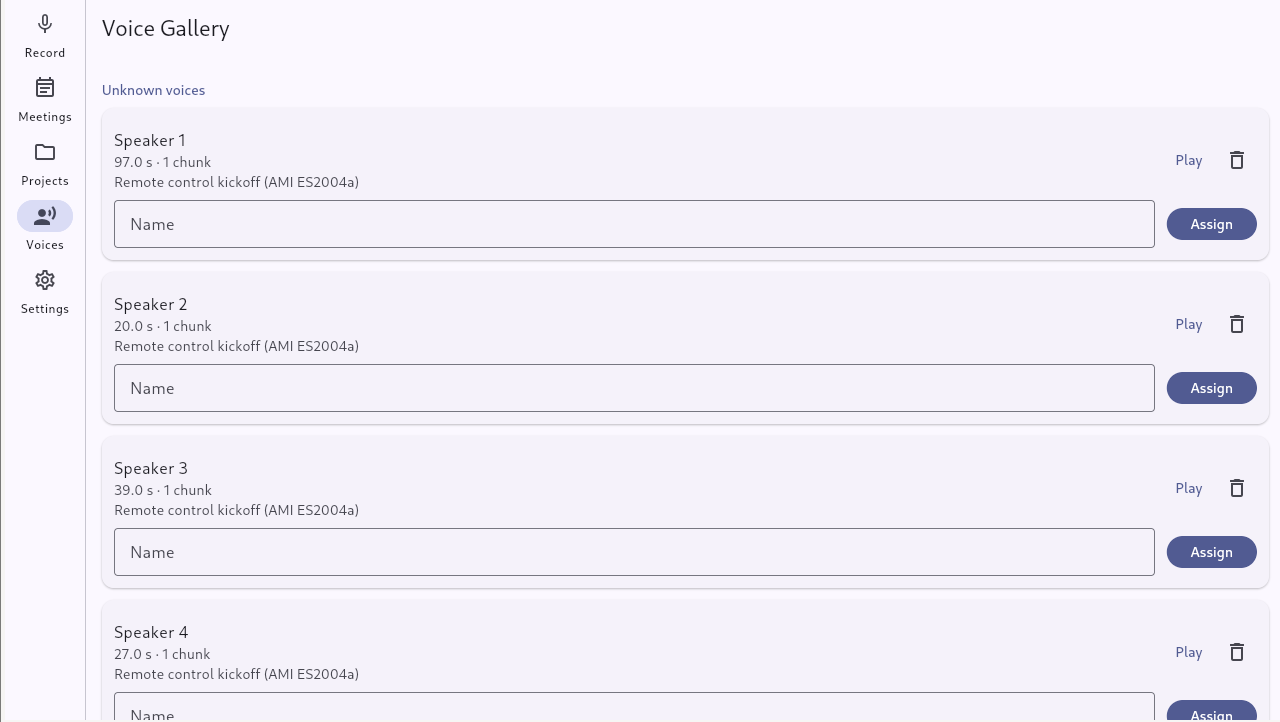 Record
Meetings
Projects
Voices
Settings
Voice Gallery
Unknown voices
Speaker 1
97.0 s · 1 chunk
Remote control kickoff (AMI ES2004a)
Play
Name
Assign
Speaker 2
20.0 s · 1 chunk
Remote control kickoff (AMI ES2004a)
Play
Name
Assign
Speaker 3
39.0 s · 1 chunk
Remote control kickoff (AMI ES2004a)
Play
Name
Assign
Speaker 4
27.0 s · 1 chunk
Remote control kickoff (AMI ES2004a)
Play
Name
Assign